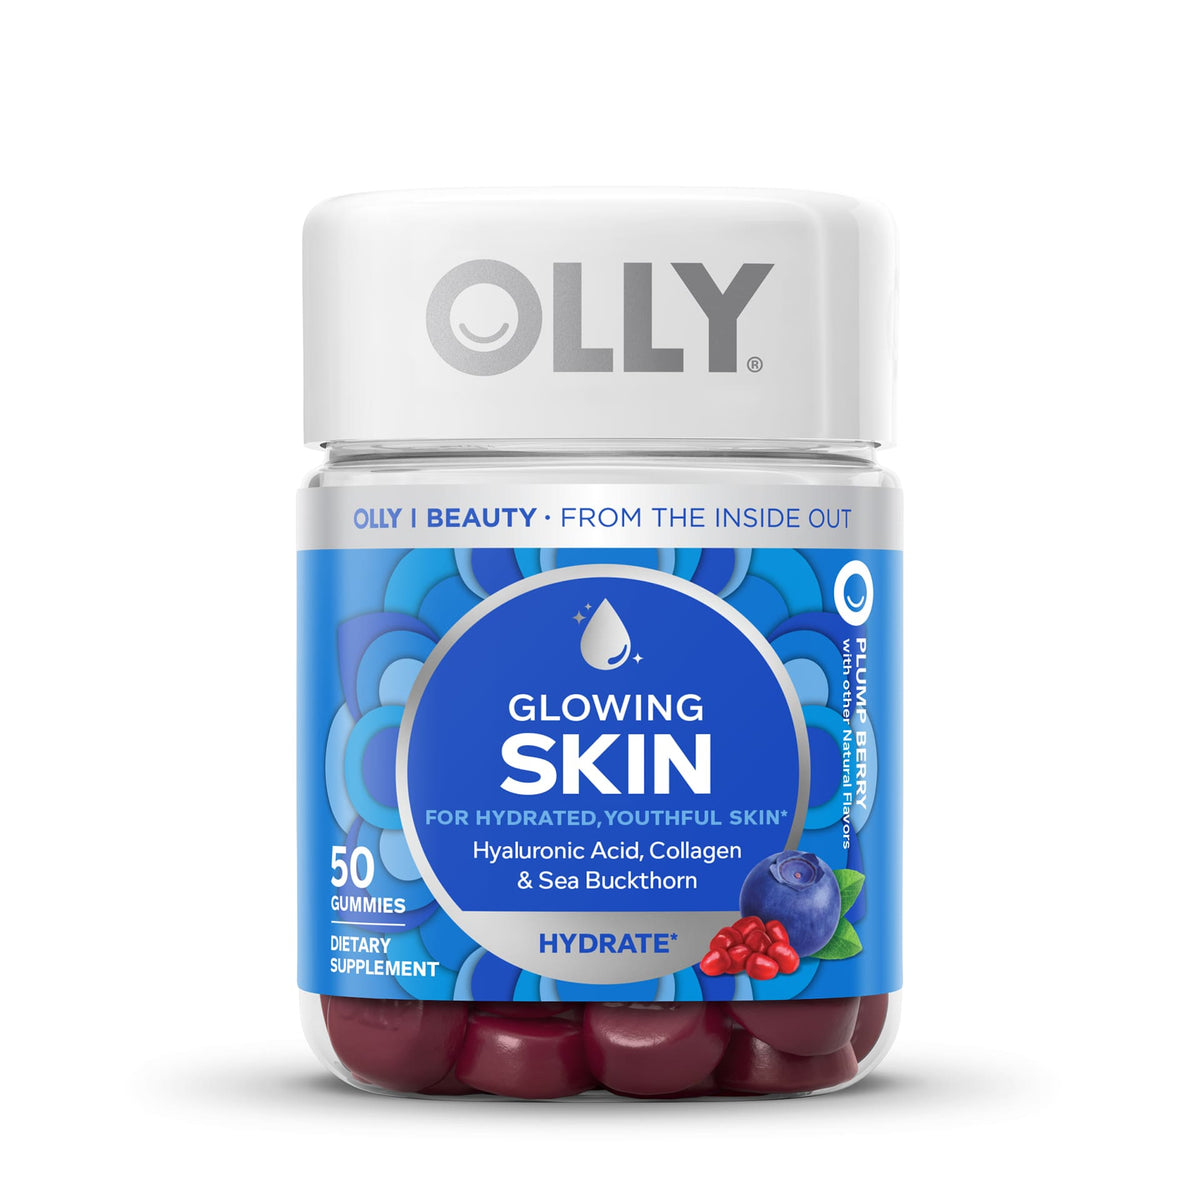 OLLY®
OLLY | BEAUTY • FROM THE INSIDE OUT
GLOWING
SKIN
FOR HYDRATED, YOUTHFUL SKIN*
Hyaluronic Acid, Collagen
& Sea Buckthorn
HYDRATE*
50
GUMMIES
DIETARY
SUPPLEMENT
PLUMP BERRY
with other Natural Flavors